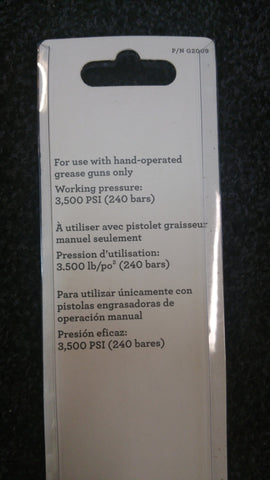 P/N G2009
For use with hand-operated
grease guns only
Working pressure:
3,500 PSI (240 bars)
À utiliser avec pistolet graisseur
manuel seulement
Pression d'utilisation:
3.500 lb/po² (240 bars)
Para utilizar únicamente con
pistolas engrasadoras de
operación manual
Presión eficaz:
3,500 PSI (240 bares)